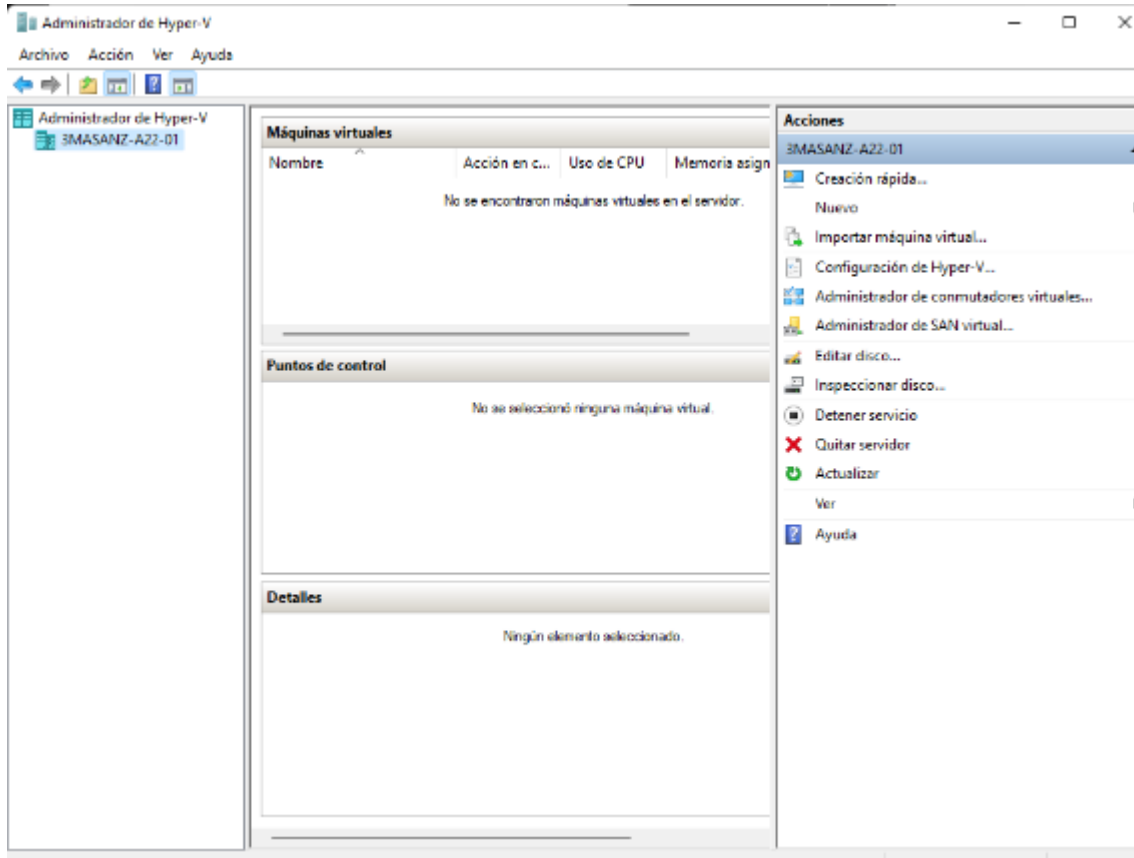 Administrador de Hyper-V
Archivo Acción Ver Ayuda
Administrador de Hyper-V
3MASANZ-A22-01
Máquinas virtuales
Nombre Acción en c... Uso de CPU Memoria asign
No se encontraron máquinas virtuales en el servidor.
Puntos de control
No se seleccionó ninguna máquina virtual.
Detalles
Ningún elemento seleccionado.
Acciones
3MASANZ-A22-01
Creación rápida...
Nuevo
Importar máquina virtual...
Configuración de Hyper-V...
Administrador de conmutadores virtuales...
Administrador de SAN virtual...
Editar disco...
Inspeccionar disco...
Detener servicio
Quitar servidor
Actualizar
Ver
Ayuda